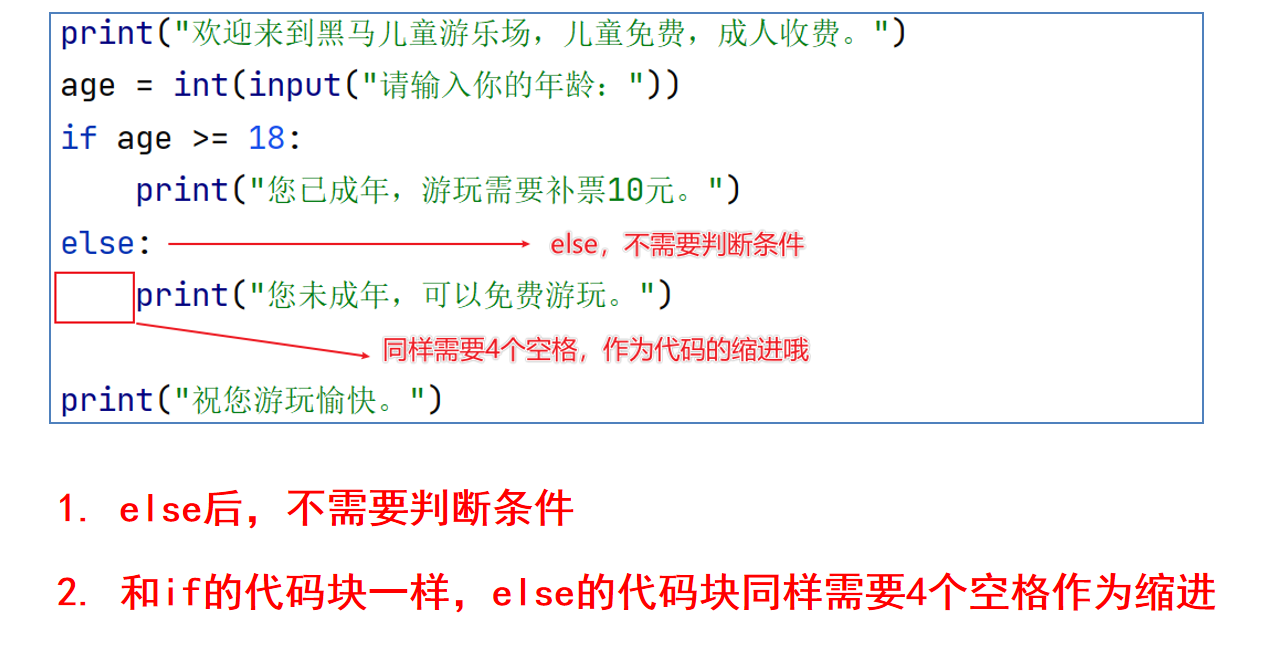 print("欢迎来到黑马儿童游乐场，儿童免费，成人收费。")
age = int(input("请输入你的年龄："))
if age >= 18:
    print("您已成年，游玩需要补票10元。")
else: else，不需要判断条件
    print("您未成年，可以免费游玩。")
同样需要4个空格，作为代码的缩进哦
print("祝您游玩愉快。")
1. else后，不需要判断条件
2. 和if的代码块一样，else的代码块同样需要4个空格作为缩进